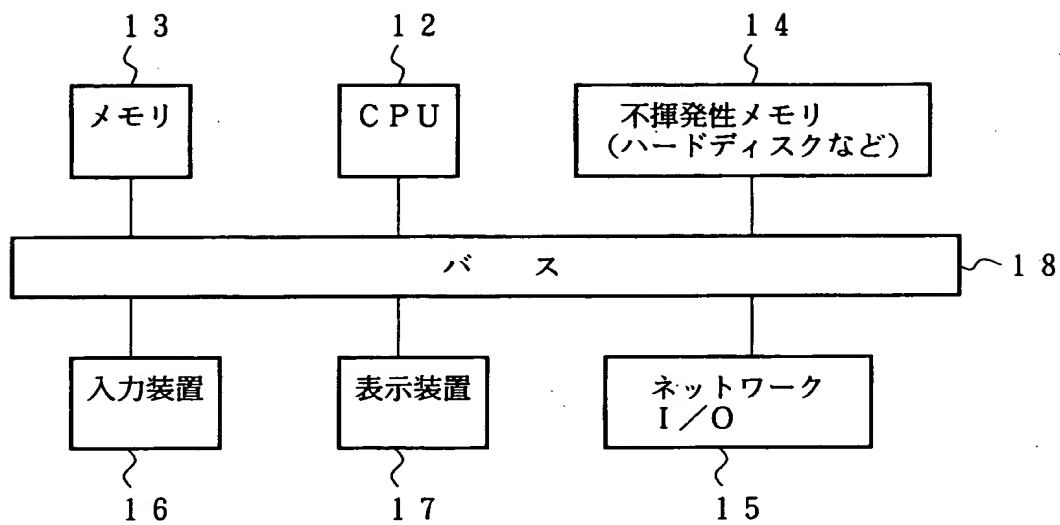 １３
１２
１４
メモリ
ＣＰＵ
不揮発性メモリ
（ハードディスクなど）
バス
１８
入力装置
表示装置
ネットワーク
Ｉ／Ｏ
１６
１７
１５